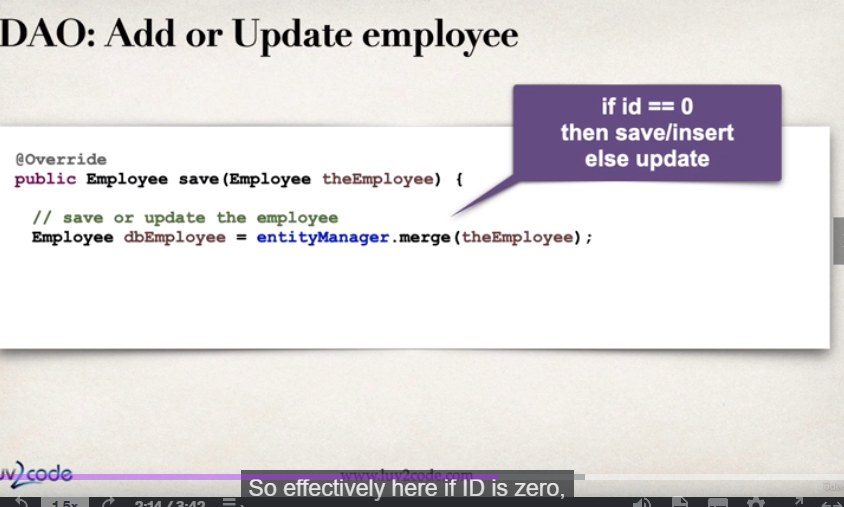 DAO: Add or Update employee
if id == 0
then save/insert
else update
@Override
public Employee save(Employee theEmployee) {
// save or update the employee
Employee dbEmployee = entityManager.merge(theEmployee);
uv2code
www.luv2code.com
So effectively here if ID is zero,
1.5x
2:14 / 3:42